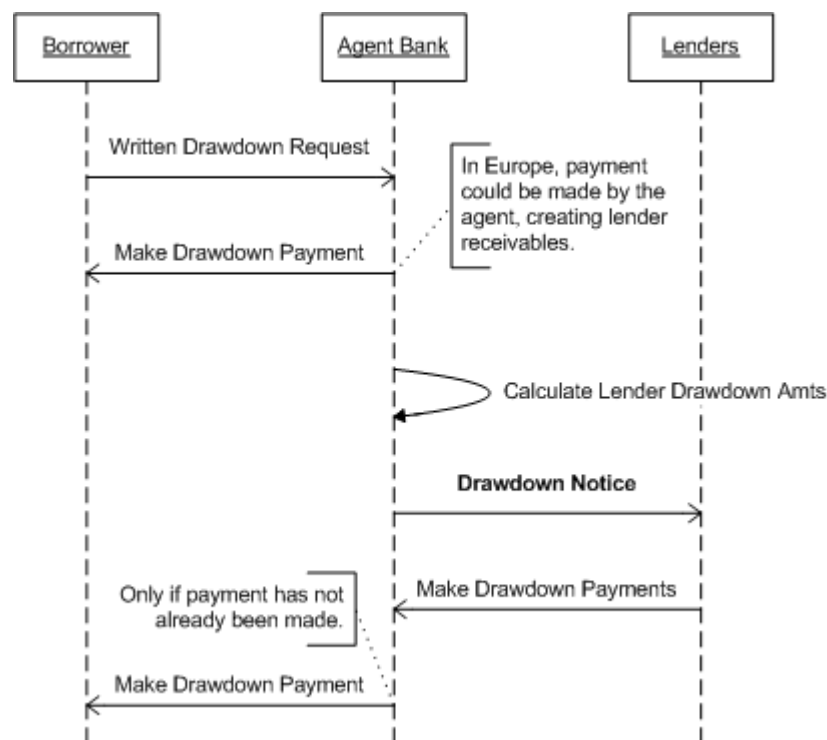 Borrower
Agent Bank
Lenders
Written Drawdown Request
In Europe, payment
could be made by the
agent, creating lender
receivables.
Make Drawdown Payment
Calculate Lender Drawdown Amts
Drawdown Notice
Only if payment has not
already been made.
Make Drawdown Payments
Make Drawdown Payment